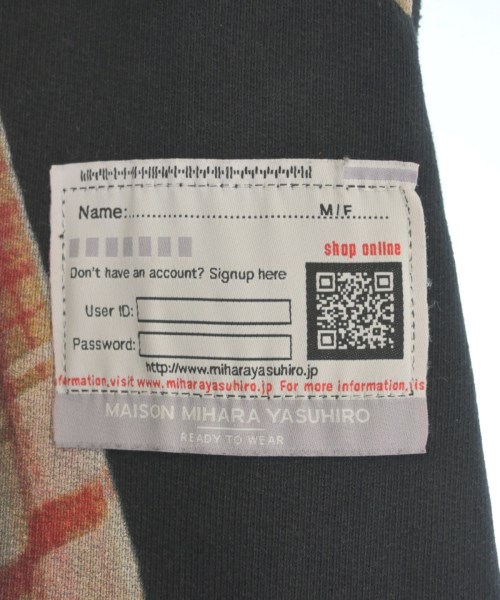 Name:................................M/F.......
shop online
Don't have an account? Signup here
User ID:
Password:
http://www.miharayasuhiro.jp
formation,visit www.miharayasuhiro.jp For more information,vis
MAISON MIHARA YASUHIRO
READY TO WEAR